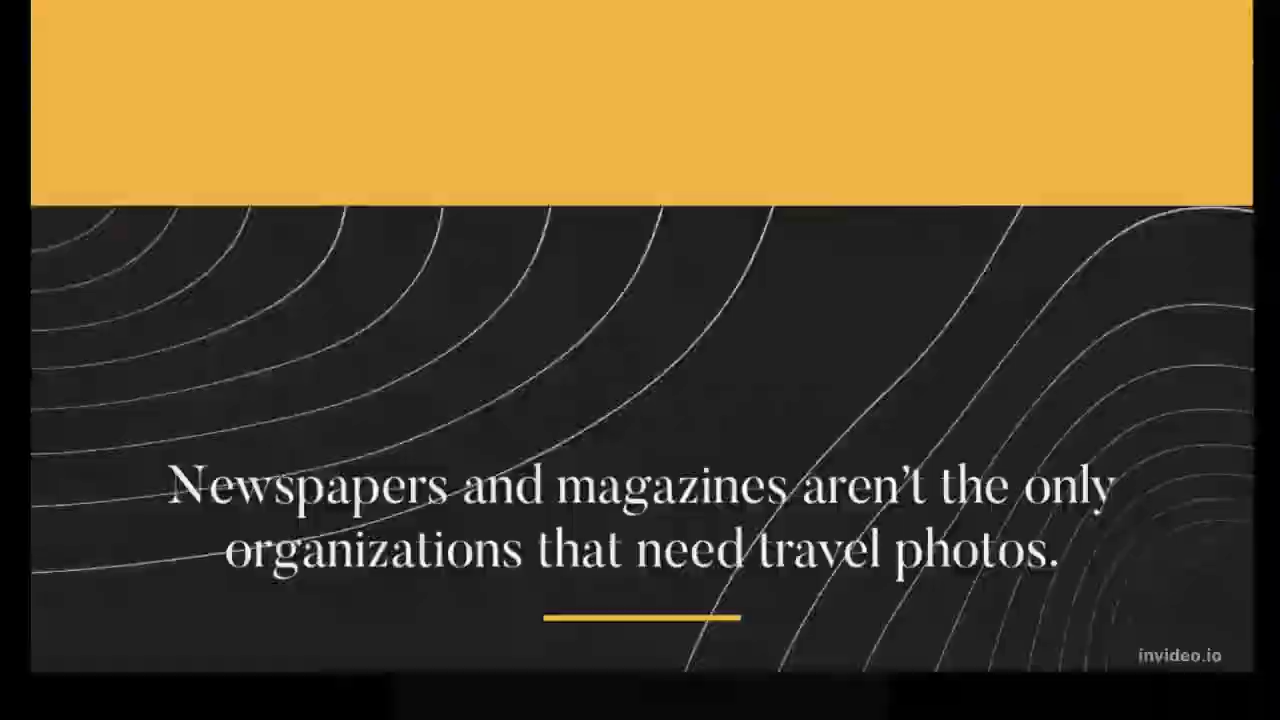 Newspapers and magazines aren’t the only
organizations that need travel photos.
invideo.io